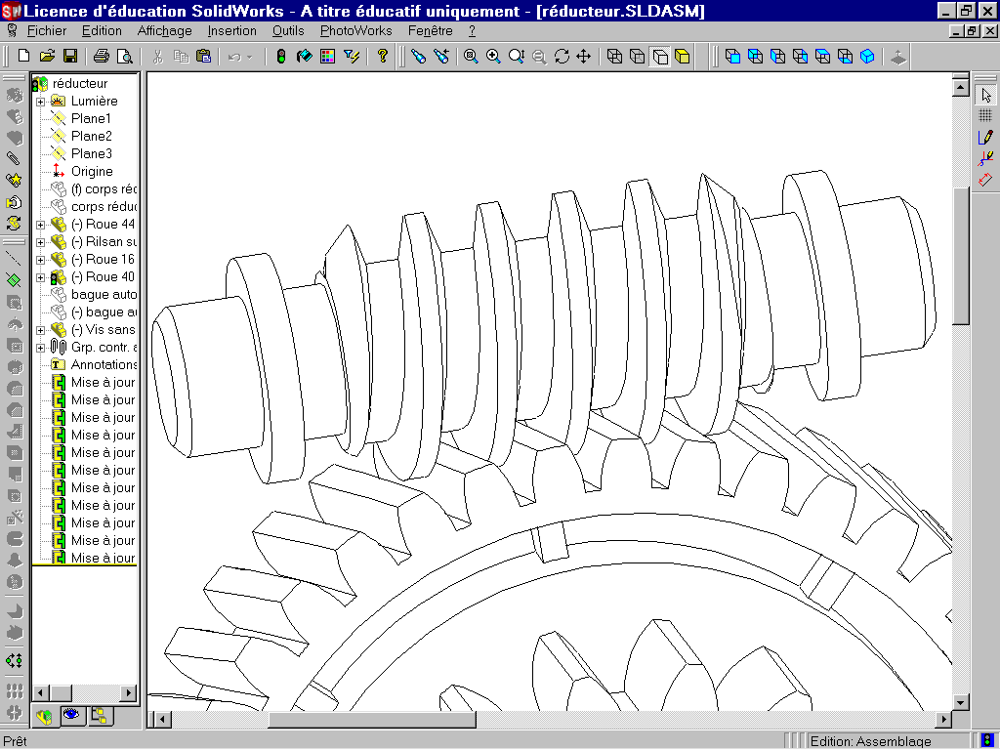 Licence d'éducation SolidWorks - A titre éducatif uniquement - [réducteur.SLDASM]
Fichier Edition Affichage Insertion Outils PhotoWorks Fenêtre ?
réducteur
Lumière
Plane1
Plane2
Plane3
Origine
(f) corps réd
corps rédu
(-) Roue 44
(-) Rilsan su
(-) Roue 16
(-) Roue 40
bague auto
(-) bague au
(-) Vis sans
Grp. contr. a
Annotations
Mise à jour
Mise à jour
Mise à jour
Mise à jour
Mise à jour
Mise à jour
Mise à jour
Mise à jour
Mise à jour
Mise à jour
Mise à jour
Prêt
Edition: Assemblage